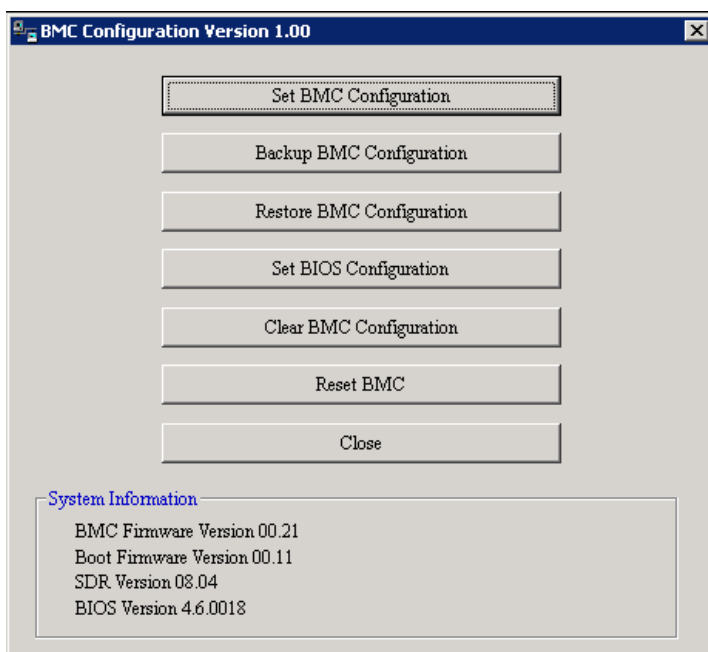 BMC Configuration Version 1.00
Set BMC Configuration
Backup BMC Configuration
Restore BMC Configuration
Set BIOS Configuration
Clear BMC Configuration
Reset BMC
Close
System Information
BMC Firmware Version 00.21
Boot Firmware Version 00.11
SDR Version 08.04
BIOS Version 4.6.0018